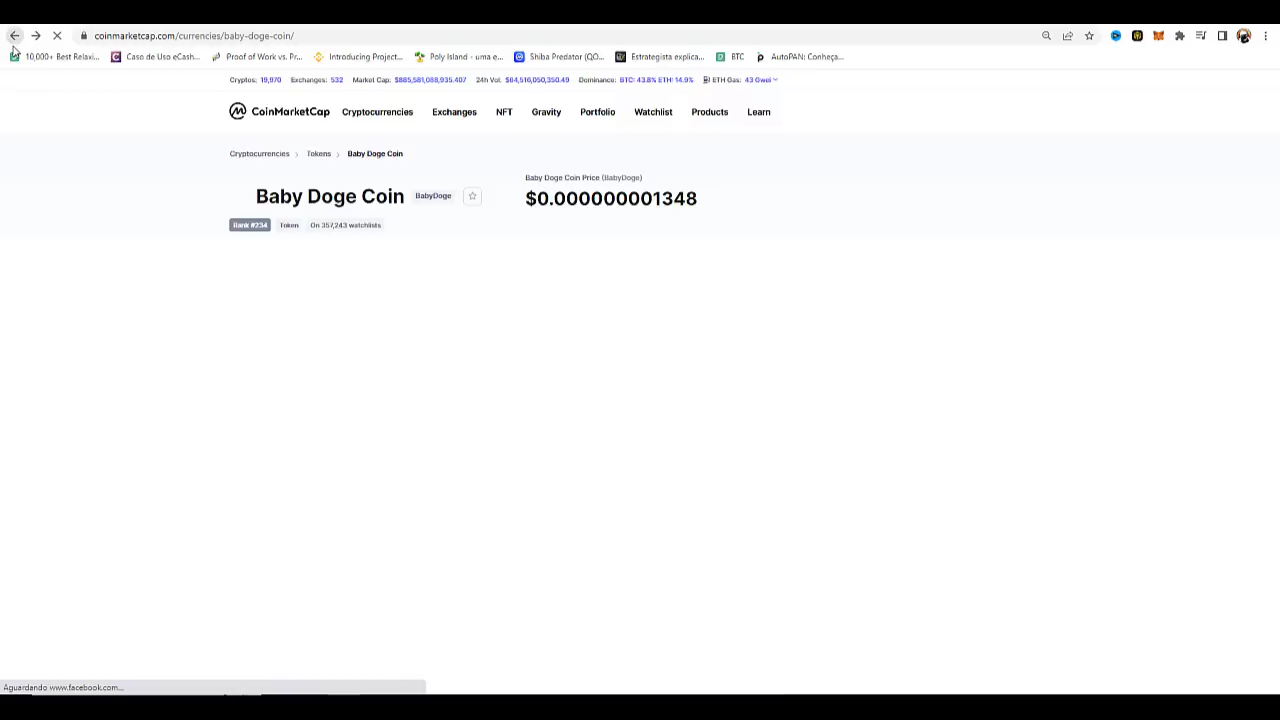 coinmarketcap.com/currencies/baby-doge-coin/
10,000+ Best Relaxi... Caso de Uso eCash... Proof of Work vs. Pr... Introducing Project... Poly Island - uma e... Shiba Predator (QO... Estrategista explica... BTC AutoPAN: Conheça...
Cryptos: 19,970 Exchanges: 532 Market Cap: $885,581,088,935.407 24h Vol: $64,516,050,350.49 Dominance: BTC: 43.8% ETH: 14.9% ETH Gas: 43 Gwei
CoinMarketCap Cryptocurrencies Exchanges NFT Gravity Portfolio Watchlist Products Learn
Cryptocurrencies > Tokens > Baby Doge Coin
Baby Doge Coin Price (BabyDoge)
Baby Doge Coin BabyDoge $0.000000001348
Rank #234 Token On 357,243 watchlists
Aguardando www.facebook.com...